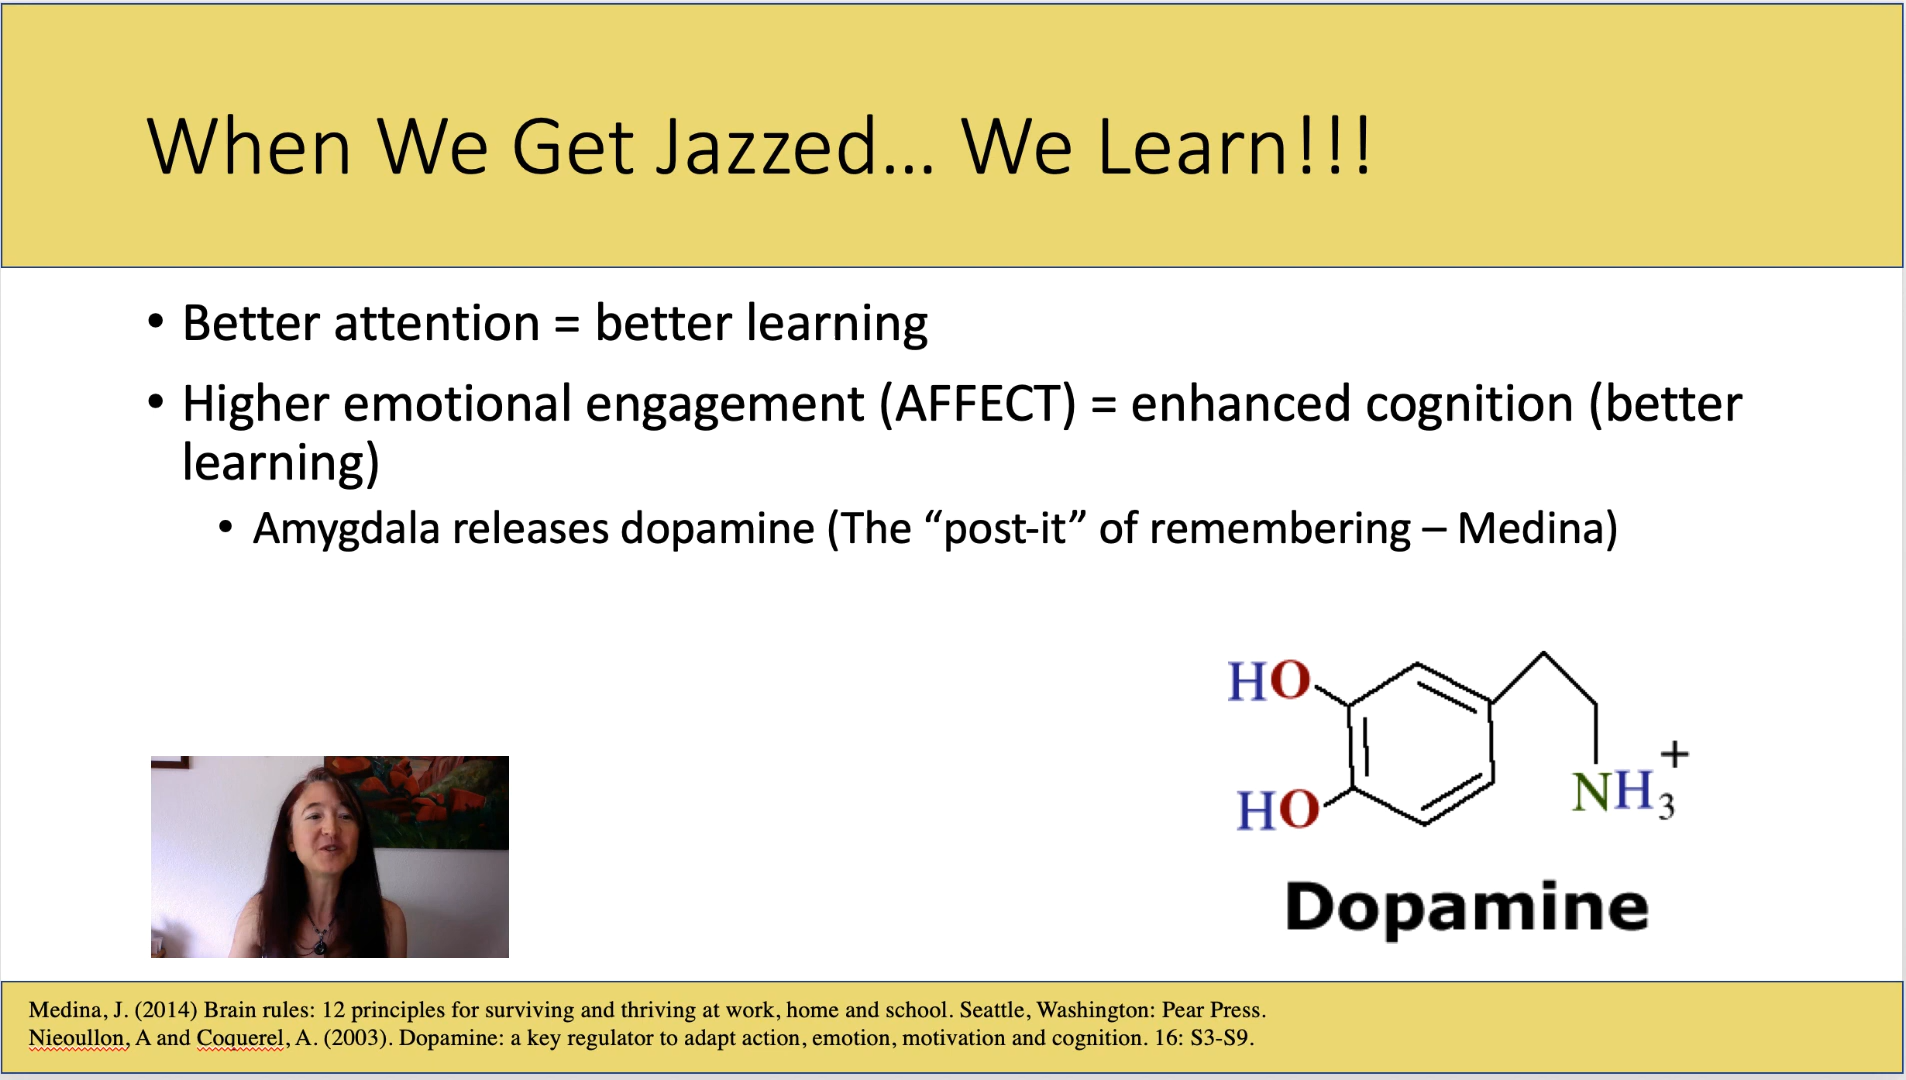 When We Get Jazzed... We Learn!!!
• Better attention = better learning
• Higher emotional engagement (AFFECT) = enhanced cognition (better
learning)
• Amygdala releases dopamine (The “post-it” of remembering – Medina)
HO
HO
NH3+
Dopamine
Medina, J. (2014) Brain rules: 12 principles for surviving and thriving at work, home and school. Seattle, Washington: Pear Press.
Nieoullon, A and Coquerel, A. (2003). Dopamine: a key regulator to adapt action, emotion, motivation and cognition. 16: S3-S9.